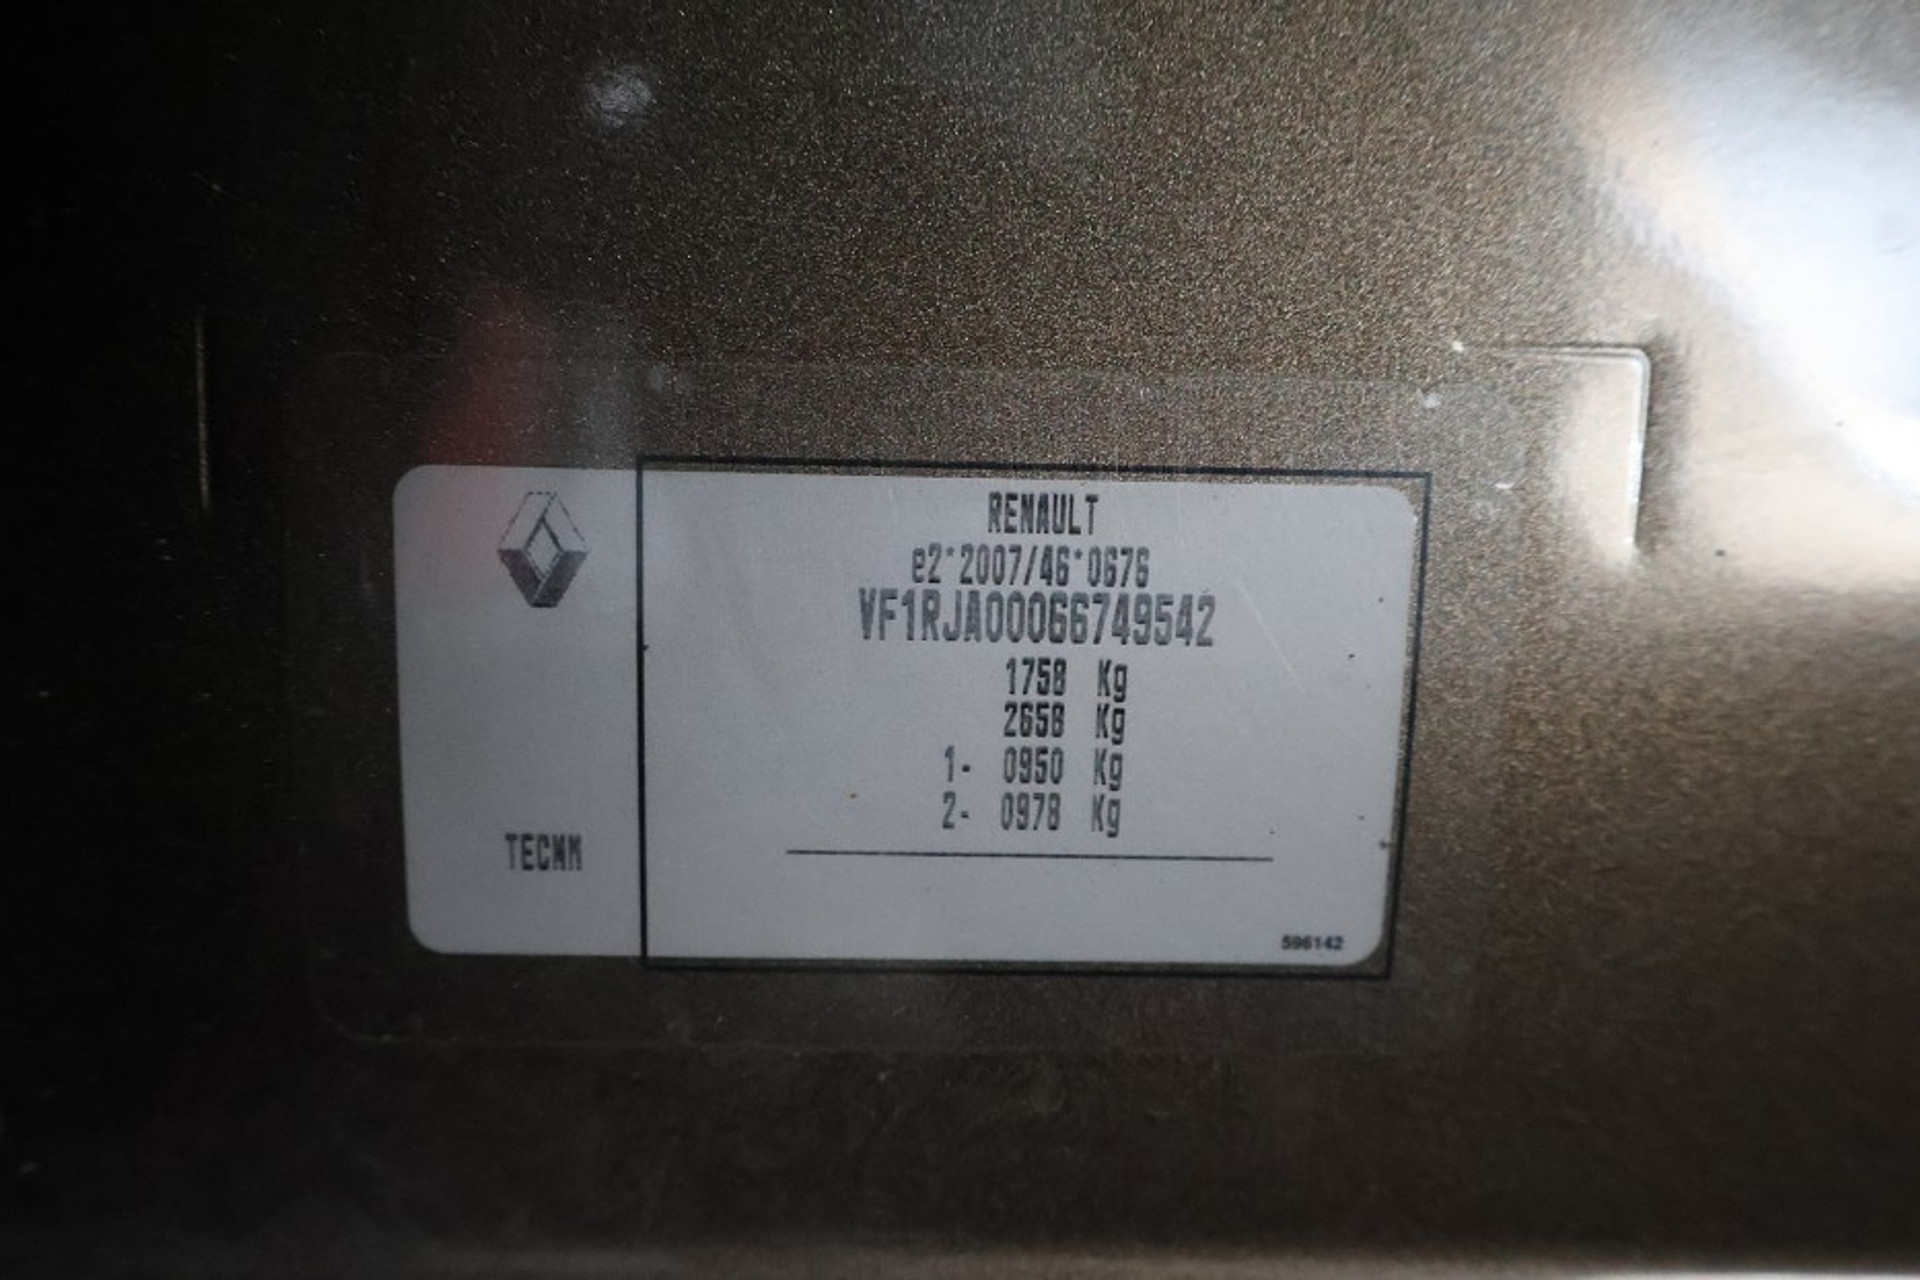 RENAULT
e2*2007/46*0676
VF1RJA00066749542
1758 Kg
2658 Kg
1- 0950 Kg
2- 0978 Kg
TECNM
596142